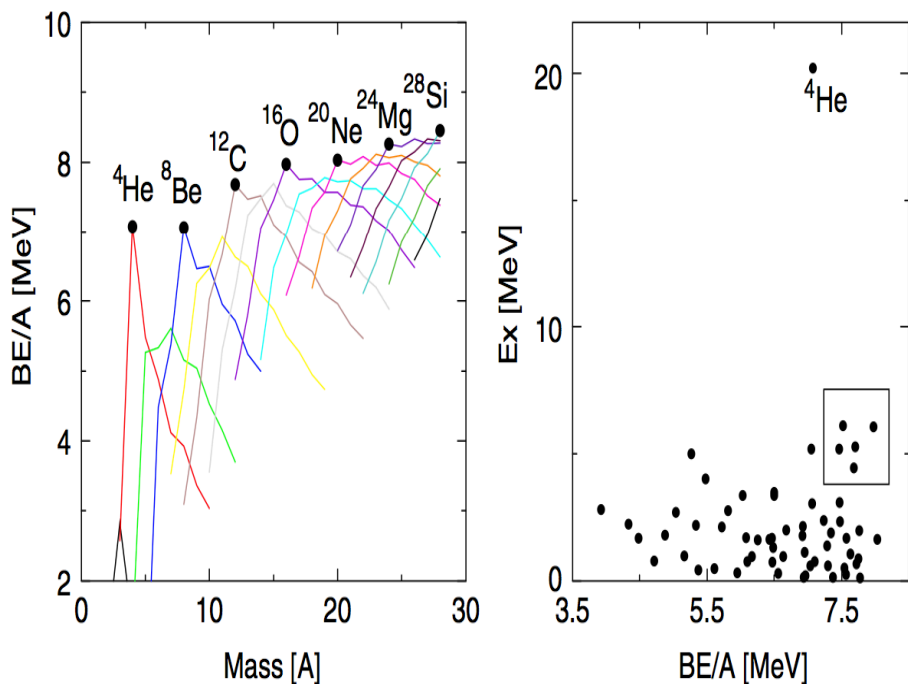 10
8
6
4
2
BE/A [MeV]
0
10
20
30
Mass [A]
⁴He
⁸Be
¹²C
¹⁶O
²⁰Ne
²⁴Mg
²⁸Si
20
10
0
Ex [MeV]
3.5
5.5
7.5
BE/A [MeV]
⁴He